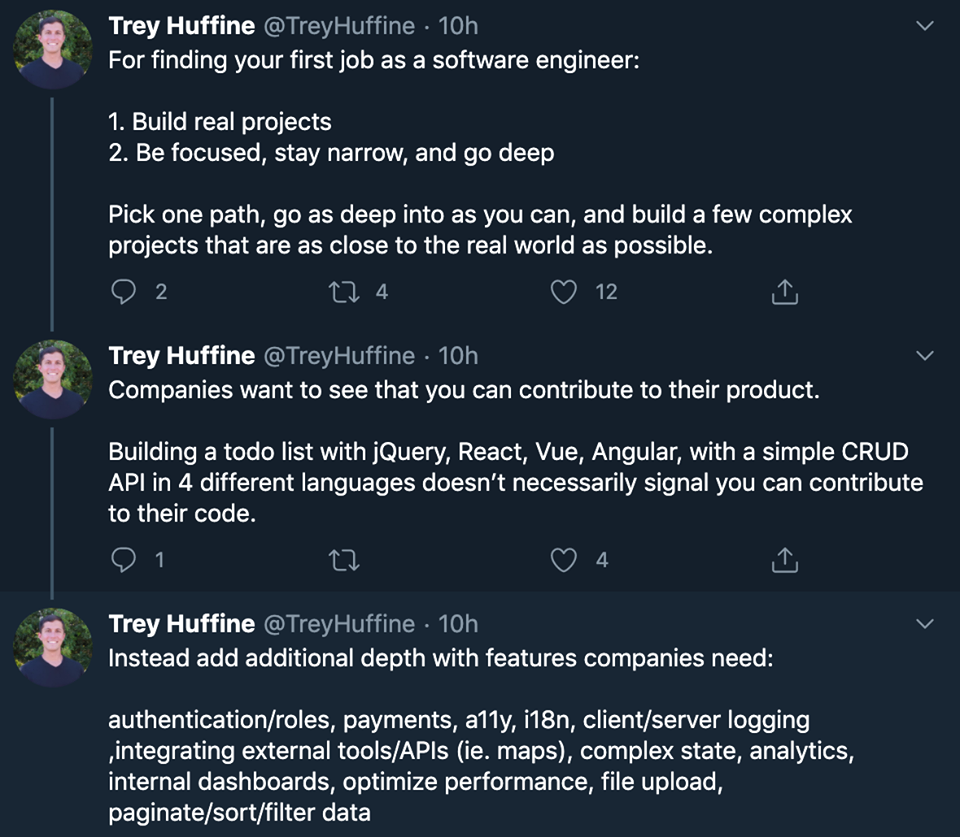 Trey Huffine @TreyHuffine · 10h
For finding your first job as a software engineer:
1. Build real projects
2. Be focused, stay narrow, and go deep
Pick one path, go as deep into as you can, and build a few complex
projects that are as close to the real world as possible.
2 4 12
Trey Huffine @TreyHuffine · 10h
Companies want to see that you can contribute to their product.
Building a todo list with jQuery, React, Vue, Angular, with a simple CRUD
API in 4 different languages doesn’t necessarily signal you can contribute
to their code.
1 4
Trey Huffine @TreyHuffine · 10h
Instead add additional depth with features companies need:
authentication/roles, payments, a11y, i18n, client/server logging
,integrating external tools/APIs (ie. maps), complex state, analytics,
internal dashboards, optimize performance, file upload,
paginate/sort/filter data